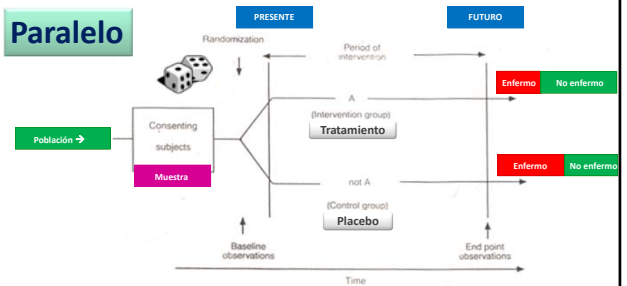 Paralelo
PRESENTE
FUTURO
Randomization
Period of
intervention
A
Enfermo
No enfermo
(Intervention group)
Tratamiento
Población →
Consenting
subjects
Muestra
not A
Enfermo
No enfermo
(Control group)
Placebo
Baseline
observations
End point
observations
Time